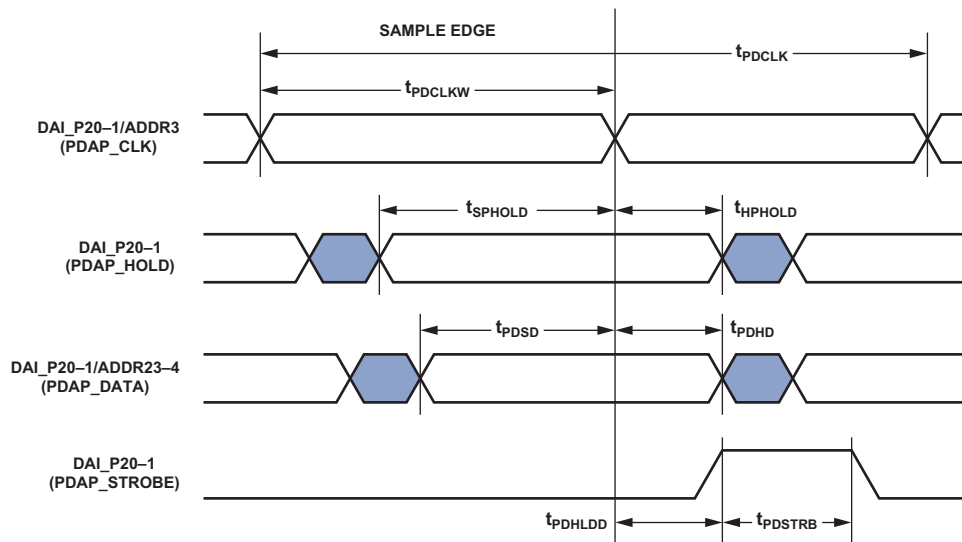 SAMPLE EDGE
tPDCLK
tPDCLKW
DAI_P20–1/ADDR3
(PDAP_CLK)
tSPHOLD
tHPHOLD
DAI_P20–1
(PDAP_HOLD)
tPDSD
tPDHD
DAI_P20–1/ADDR23–4
(PDAP_DATA)
DAI_P20–1
(PDAP_STROBE)
tPDHLDD
tPDSTRB